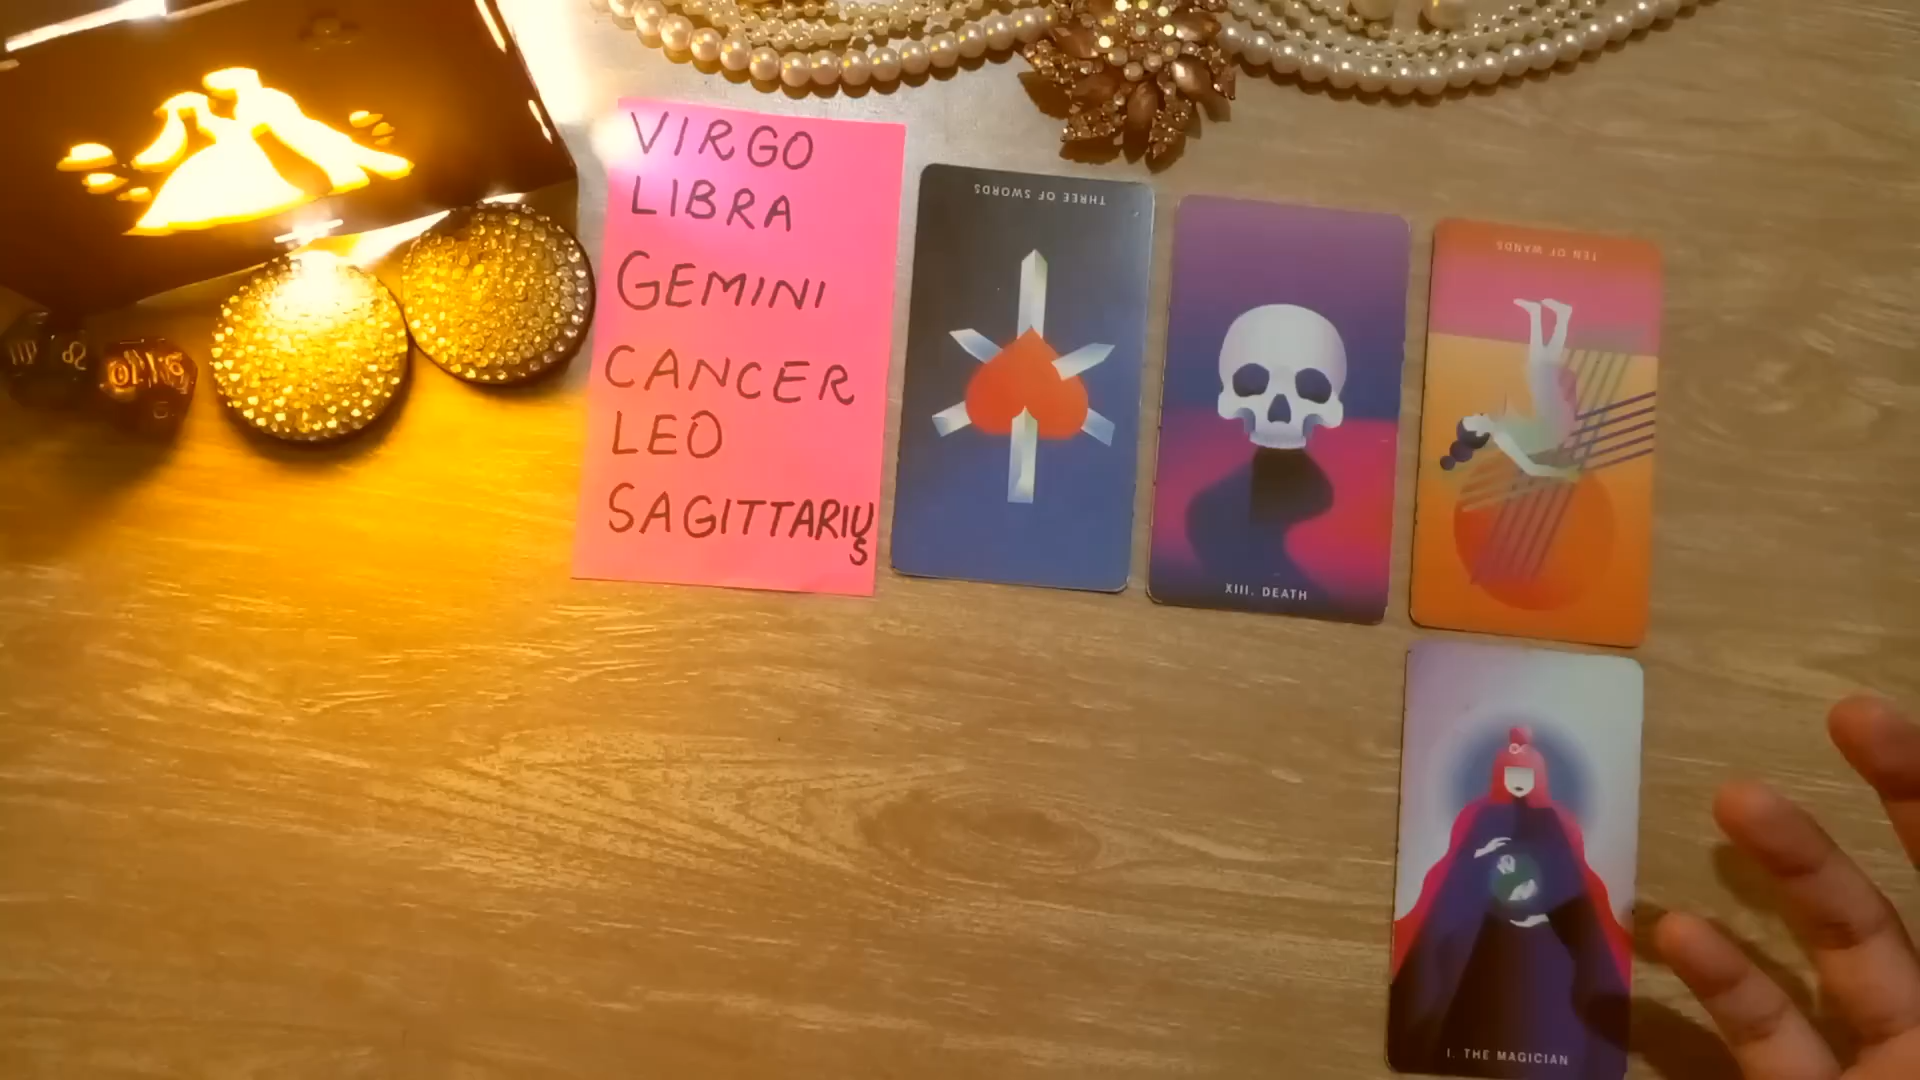 VIRGO
LIBRA
GEMINI
CANCER
LEO
SAGITTARIUS
THREE OF SWORDS
XIII. DEATH
TEN OF WANDS
I. THE MAGICIAN